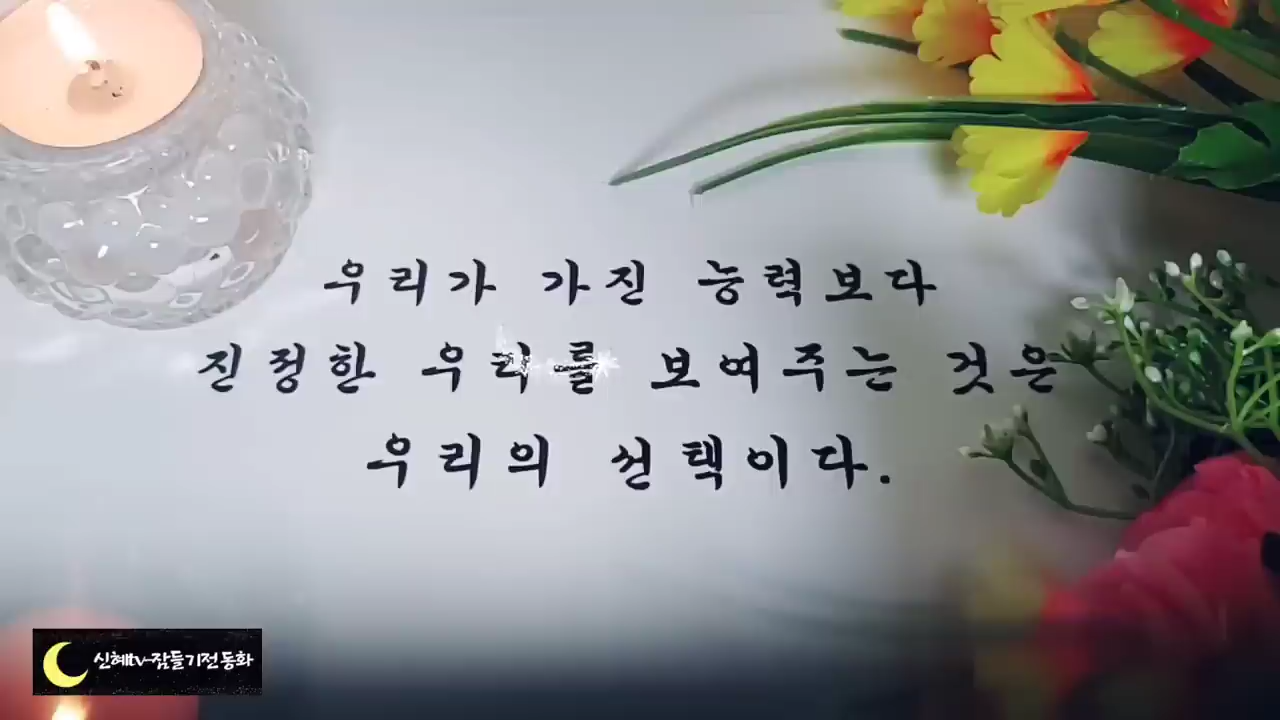 우리가 가진 능력보다
진정한 우리를 보여주는 것은
우리의 선택이다.
신혜tv-잠들기전 동화